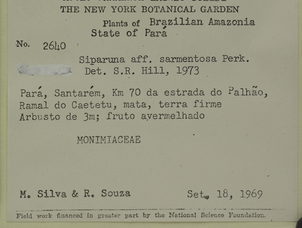 THE NEW YORK BOTANICAL GARDEN
Plants of Brazilian Amazonia
State of Pará
No. 2640
Siparuna aff. sarmentosa Perk.
Det. S.R. Hill, 1973
Pará, Santarém, Km 70 da estrada do Palhão,
Ramal do Caetetu, mata, terra firme
Arbusto de 3m; fruto avermelhado
MONIMIACEAE
M. Silva & R. Souza Set. 18, 1969
Field work financed in greater part by the National Science Foundation.